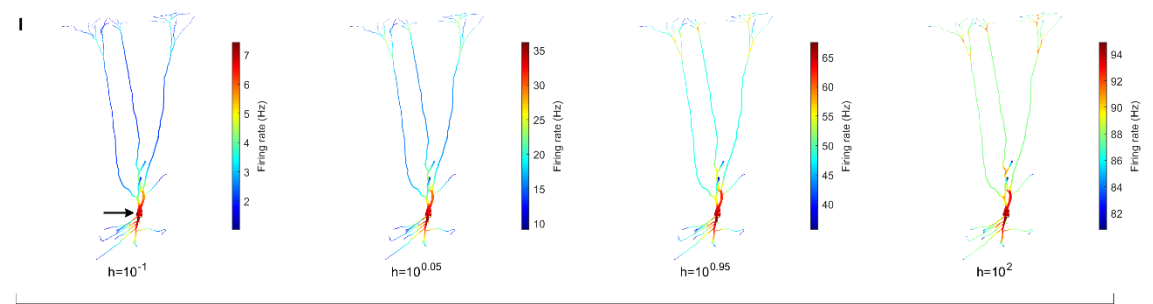 I
7
6
5
4
3
2
Firing rate (Hz)
h=10^-1
35
30
25
20
15
10
Firing rate (Hz)
h=10^0.05
65
60
55
50
45
40
Firing rate (Hz)
h=10^0.95
94
92
90
88
86
84
82
Firing rate (Hz)
h=10^2